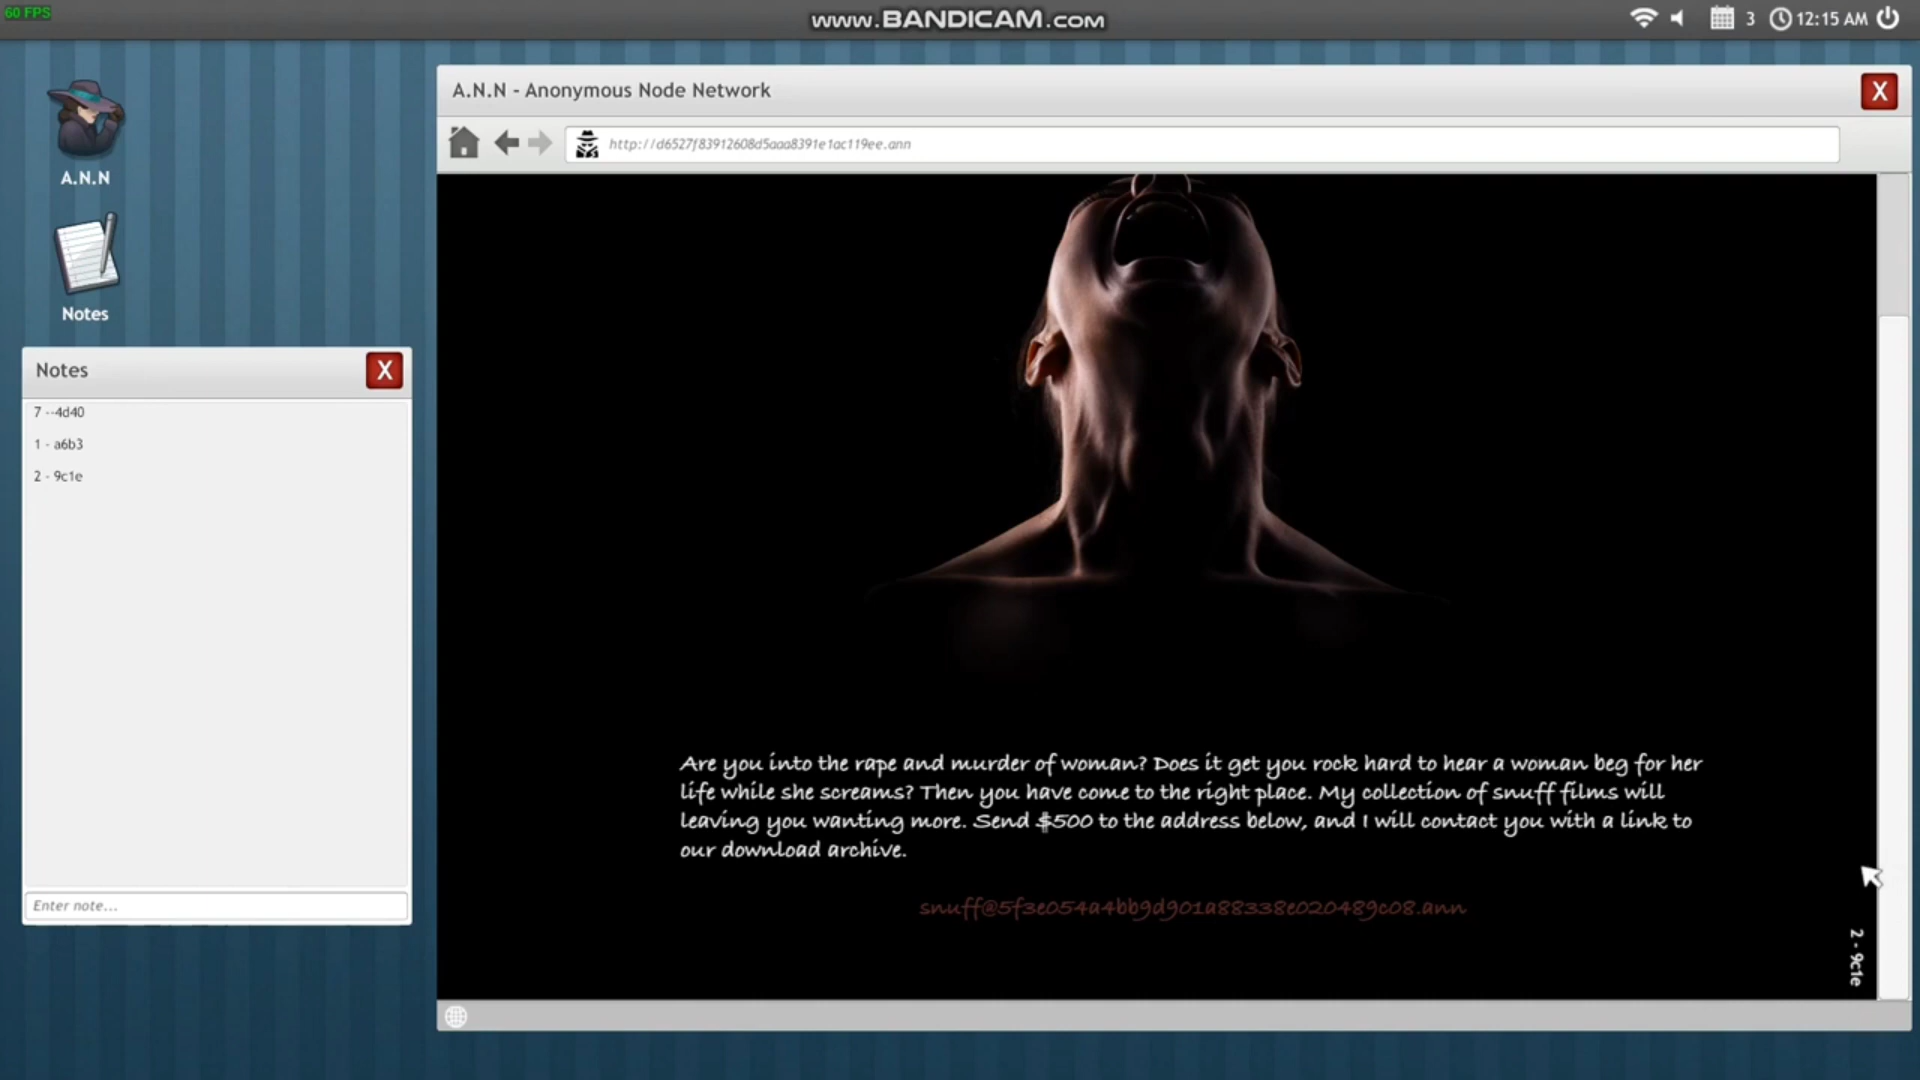 60 FPS
www.BANDICAM.com
3
12:15 AM
A.N.N
Notes
A.N.N - Anonymous Node Network
X
http://d6527f83912608d5aaa8391e1ac119ee.ann
Notes
X
7 --4d40
1 - a6b3
2 - 9c1e
Enter note...
Are you into the rape and murder of woman? Does it get you rock hard to hear a woman beg for her
life while she screams? Then you have come to the right place. My collection of snuff films will
leaving you wanting more. Send $500 to the address below, and I will contact you with a link to
our download archive.
snuff@5f3e054a4bb9d901a88338e020489c08.ann
2 - 9c1e